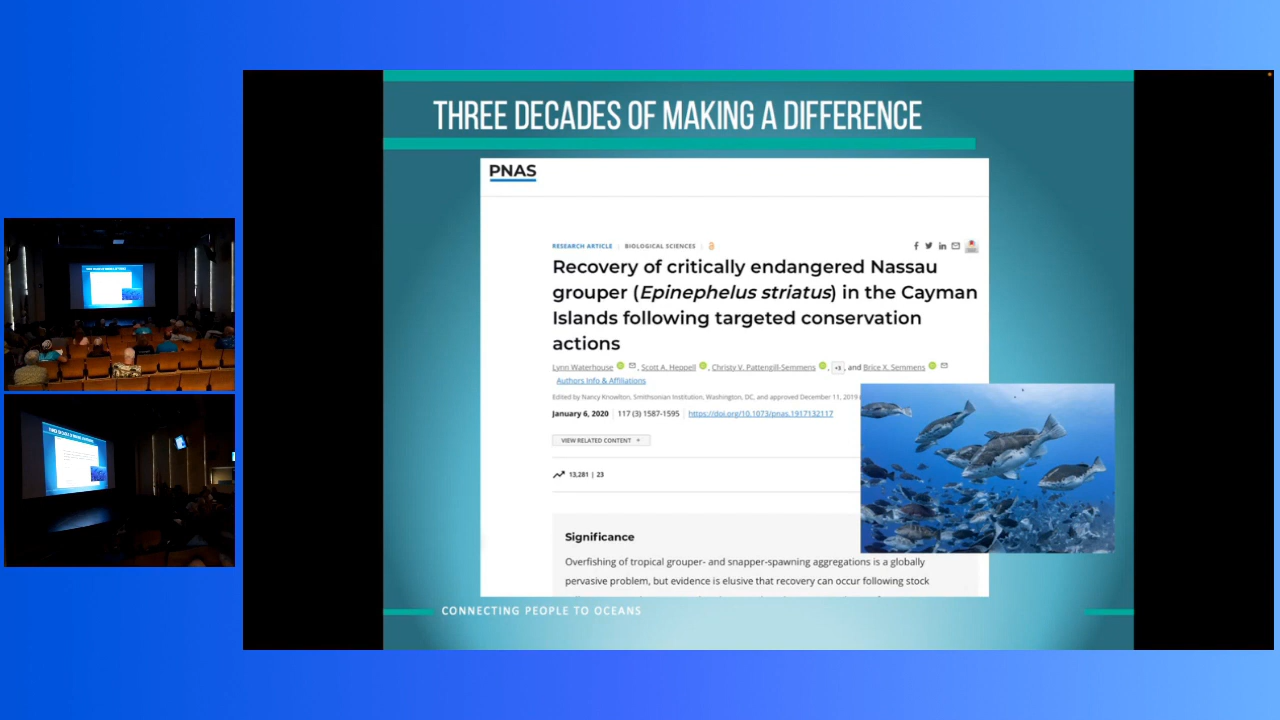 THREE DECADES OF MAKING A DIFFERENCE
PNAS
RESEARCH ARTICLE | BIOLOGICAL SCIENCES |
Recovery of critically endangered Nassau
grouper (Epinephelus striatus) in the Cayman
Islands following targeted conservation
actions
Lynn Waterhouse, Scott A. Heppell, Christy V. Pattengill-Semmens, +3, and Brice X. Semmens
Authors Info & Affiliations
Edited by Nancy Knowlton, Smithsonian Institution, Washington, DC, and approved December 11, 2019
January 6, 2020 | 117 (3) 1587-1595 | https://doi.org/10.1073/pnas.1917132117
VIEW RELATED CONTENT
13,281 | 23
Significance
Overfishing of tropical grouper- and snapper-spawning aggregations is a globally
pervasive problem, but evidence is elusive that recovery can occur following stock
CONNECTING PEOPLE TO OCEANS